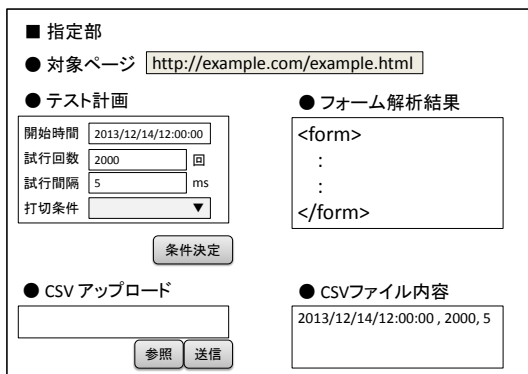 ■ 指定部
● 対象ページ http://example.com/example.html
● テスト計画
開始時間 2013/12/14/12:00:00
試行回数 2000 回
試行間隔 5 ms
打切条件 ▼
条件決定
● フォーム解析結果
<form>
:
:
</form>
● CSV アップロード
参照 送信
● CSVファイル内容
2013/12/14/12:00:00 , 2000, 5